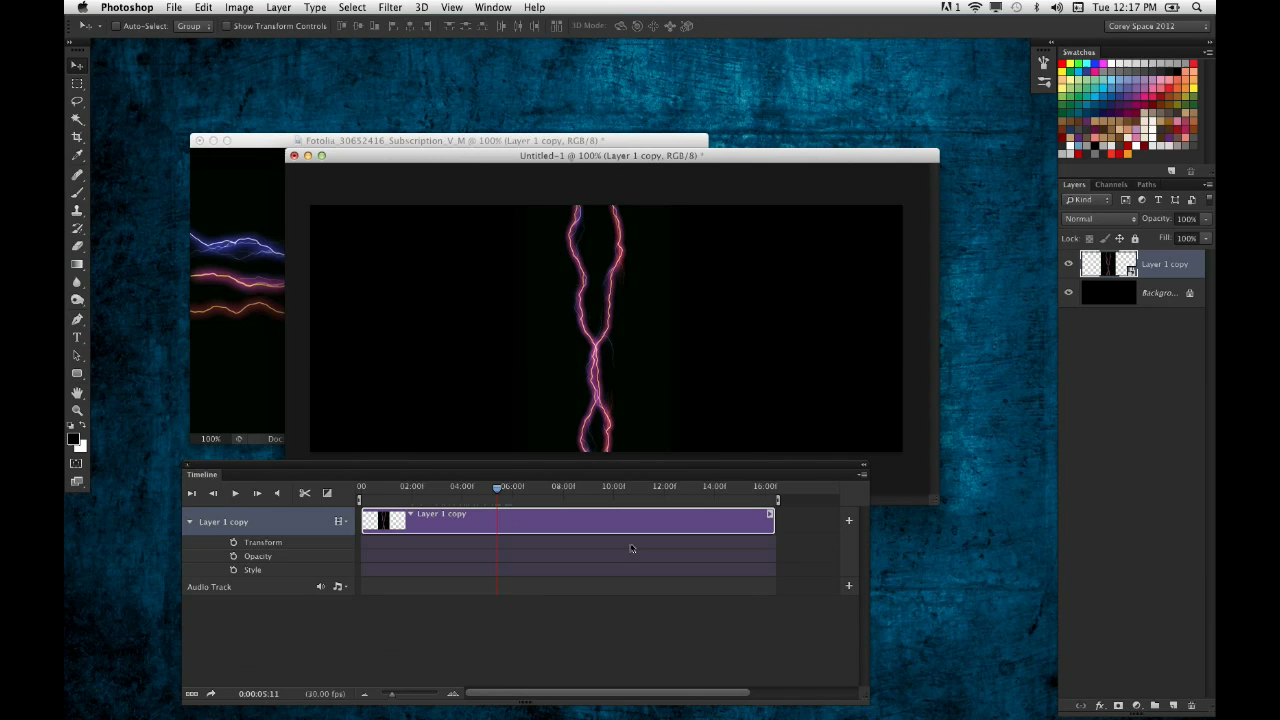 Photoshop File Edit Image Layer Type Select Filter 3D View Window Help
1 Tue 12:17 PM
Auto-Select: Group Show Transform Controls 3D Mode: Corey Space 2012
Swatches
Fotolia_30652416_Subscription_V_M @ 100% (Layer 1 copy, RGB/8) *
Untitled-1 @ 100% (Layer 1 copy, RGB/8) *
Layers Channels Paths
Kind
Normal Opacity: 100%
Lock: Fill: 100%
Layer 1 copy
Backgro...
100% Doc
Timeline
00 02:00f 04:00f 06:00f 08:00f 10:00f 12:00f 14:00f 16:00f
Layer 1 copy
Layer 1 copy
Transform
Opacity
Style
Audio Track
0:00:05:11 (30.00 fps)